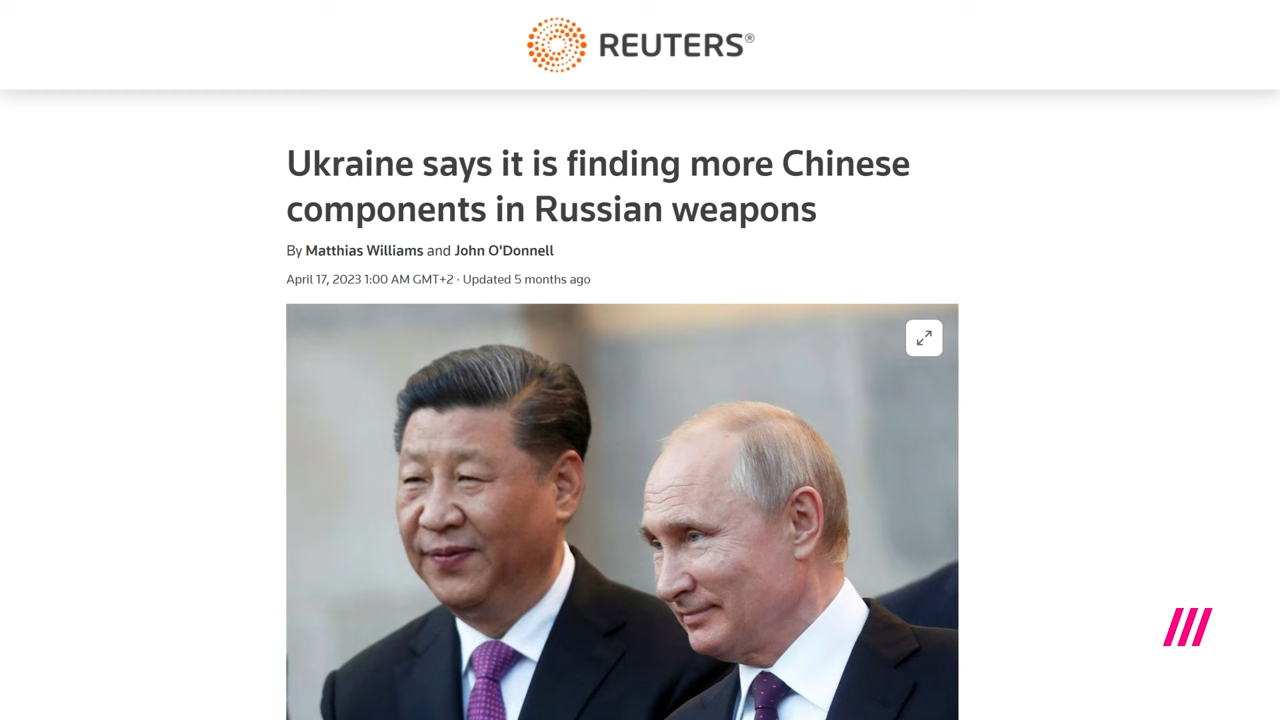 REUTERS®
Ukraine says it is finding more Chinese
components in Russian weapons
By Matthias Williams and John O'Donnell
April 17, 2023 1:00 AM GMT+2 · Updated 5 months ago